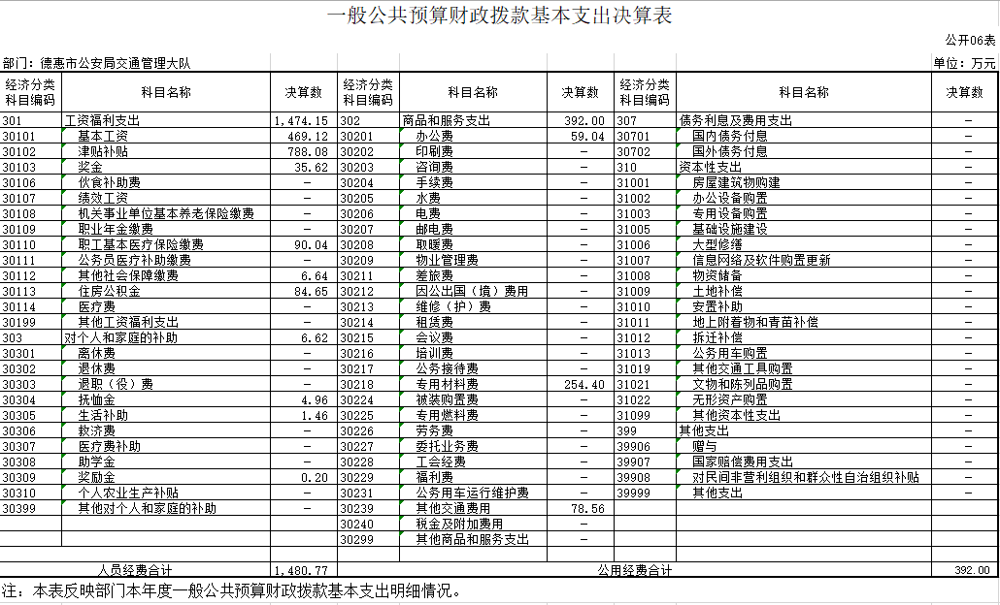 一般公共预算财政拨款基本支出决算表
公开06表
部门：德惠市公安局交通管理大队 单位：万元
经济分类科目编码 科目名称 决算数 经济分类科目编码 科目名称 决算数 经济分类科目编码 科目名称 决算数
301 工资福利支出 1,474.15 302 商品和服务支出 392.00 307 债务利息及费用支出 —
30101 基本工资 469.12 30201 办公费 59.04 30701 国内债务付息 —
30102 津贴补贴 788.08 30202 印刷费 — 30702 国外债务付息 —
30103 奖金 35.62 30203 咨询费 — 310 资本性支出 —
30106 伙食补助费 — 30204 手续费 — 31001 房屋建筑物购建 —
30107 绩效工资 — 30205 水费 — 31002 办公设备购置 —
30108 机关事业单位基本养老保险缴费 — 30206 电费 — 31003 专用设备购置 —
30109 职业年金缴费 — 30207 邮电费 — 31005 基础设施建设 —
30110 职工基本医疗保险缴费 90.04 30208 取暖费 — 31006 大型修缮 —
30111 公务员医疗补助缴费 — 30209 物业管理费 — 31007 信息网络及软件购置更新 —
30112 其他社会保障缴费 6.64 30211 差旅费 — 31008 物资储备 —
30113 住房公积金 84.65 30212 因公出国（境）费用 — 31009 土地补偿 —
30114 医疗费 — 30213 维修（护）费 — 31010 安置补助 —
30199 其他工资福利支出 — 30214 租赁费 — 31011 地上附着物和青苗补偿 —
303 对个人和家庭的补助 6.62 30215 会议费 — 31012 拆迁补偿 —
30301 离休费 — 30216 培训费 — 31013 公务用车购置 —
30302 退休费 — 30217 公务接待费 — 31019 其他交通工具购置 —
30303 退职（役）费 — 30218 专用材料费 254.40 31021 文物和陈列品购置 —
30304 抚恤金 4.96 30224 被装购置费 — 31022 无形资产购置 —
30305 生活补助 1.46 30225 专用燃料费 — 31099 其他资本性支出 —
30306 救济费 — 30226 劳务费 — 399 其他支出 —
30307 医疗费补助 — 30227 委托业务费 — 39906 赠与 —
30308 助学金 — 30228 工会经费 — 39907 国家赔偿费用支出 —
30309 奖励金 0.20 30229 福利费 — 39908 对民间非营利组织和群众性自治组织补贴 —
30310 个人农业生产补贴 — 30231 公务用车运行维护费 — 39999 其他支出 —
30399 其他对个人和家庭的补助 — 30239 其他交通费用 78.56
30240 税金及附加费用 —
30299 其他商品和服务支出 —
人员经费合计 1,480.77 公用经费合计 392.00
注：本表反映部门本年度一般公共预算财政拨款基本支出明细情况。